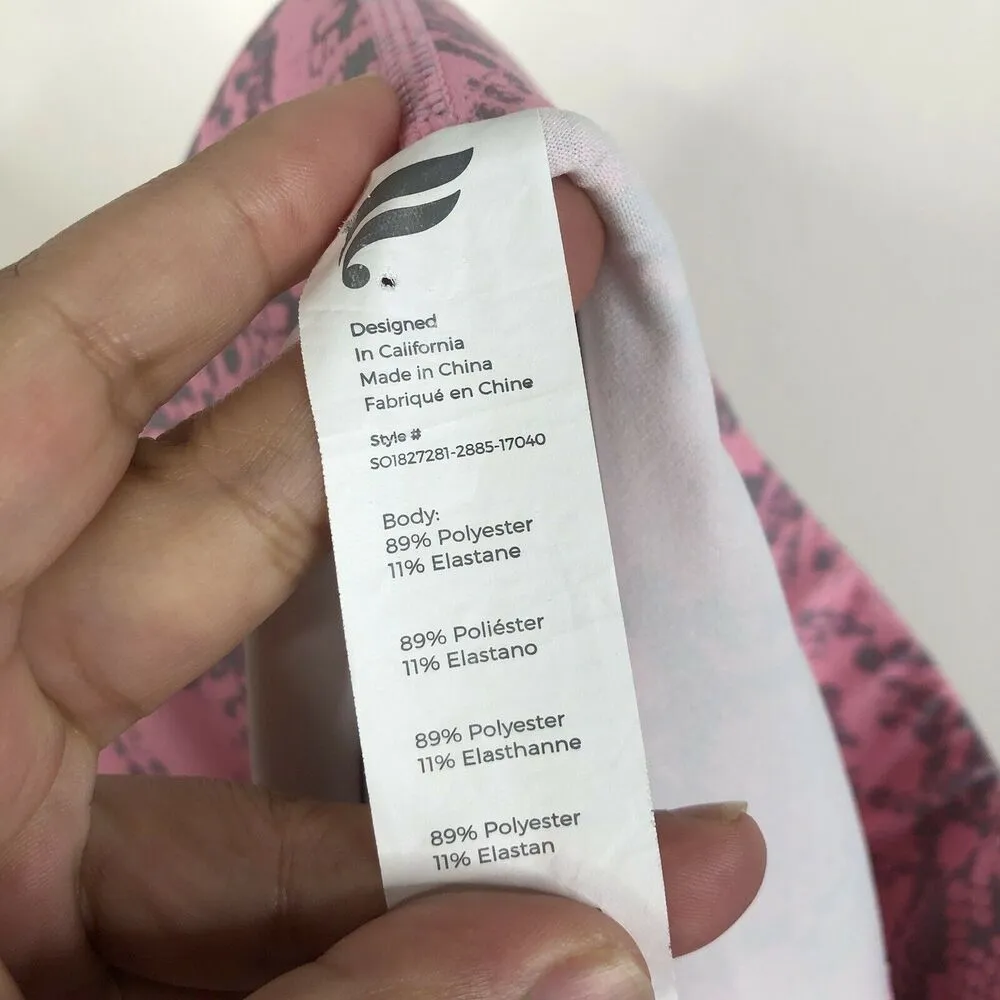 Designed
In California
Made in China
Fabriqué en Chine
Style #
SO1827281-2885-17040
Body:
89% Polyester
11% Elastane
89% Poliéster
11% Elastano
89% Polyester
11% Elasthanne
89% Polyester
11% Elastan